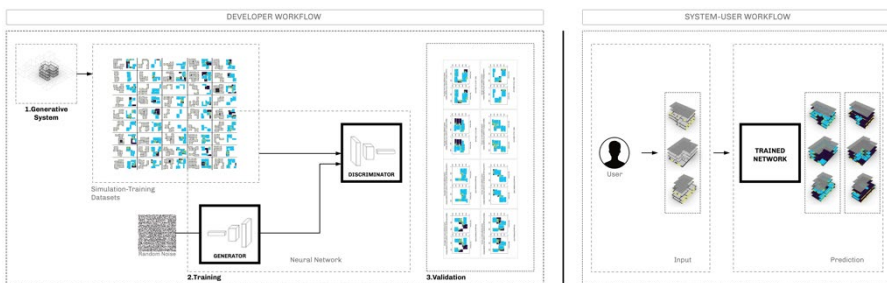 DEVELOPER WORKFLOW
SYSTEM-USER WORKFLOW
1.Generative
System
Simulation-Training
Datasets
Random Noise
GENERATOR
2.Training
Neural Network
DISCRIMINATOR
3.Validation
User
Input
TRAINED
NETWORK
Prediction